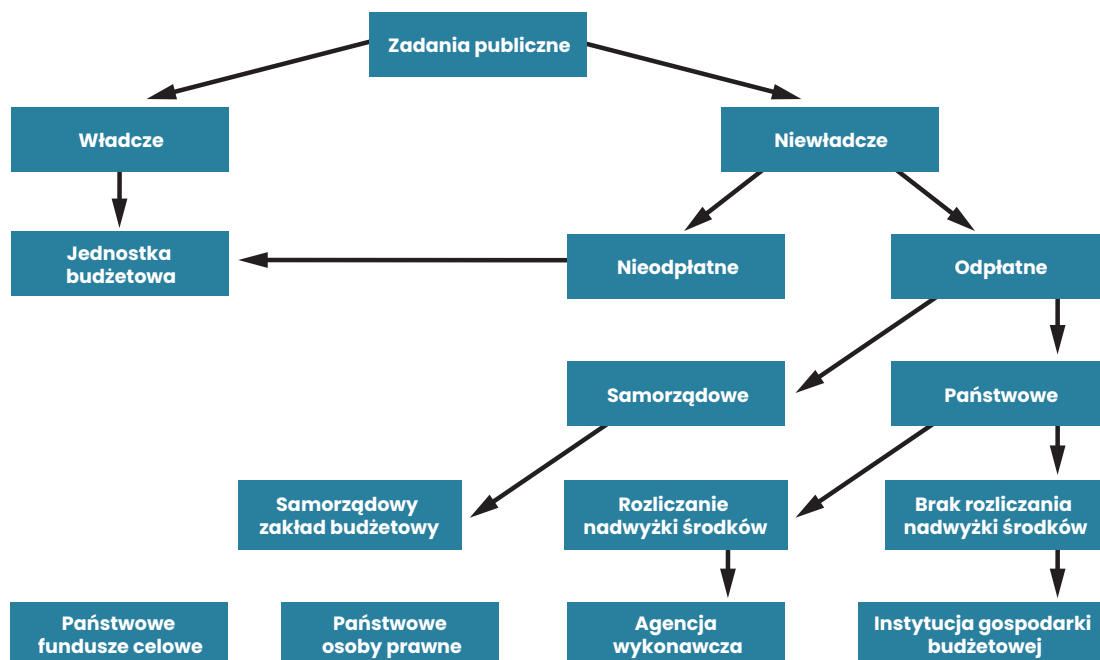 Zadania publiczne
Władcze
Niewładcze
Jednostka
budżetowa
Nieodpłatne
Odpłatne
Samorządowe
Państwowe
Samorządowy
zakład budżetowy
Rozliczanie
nadwyżki środków
Brak rozliczania
nadwyżki środków
Państwowe
fundusze celowe
Państwowe
osoby prawne
Agencja
wykonawcza
Instytucja gospodarki
budżetowej